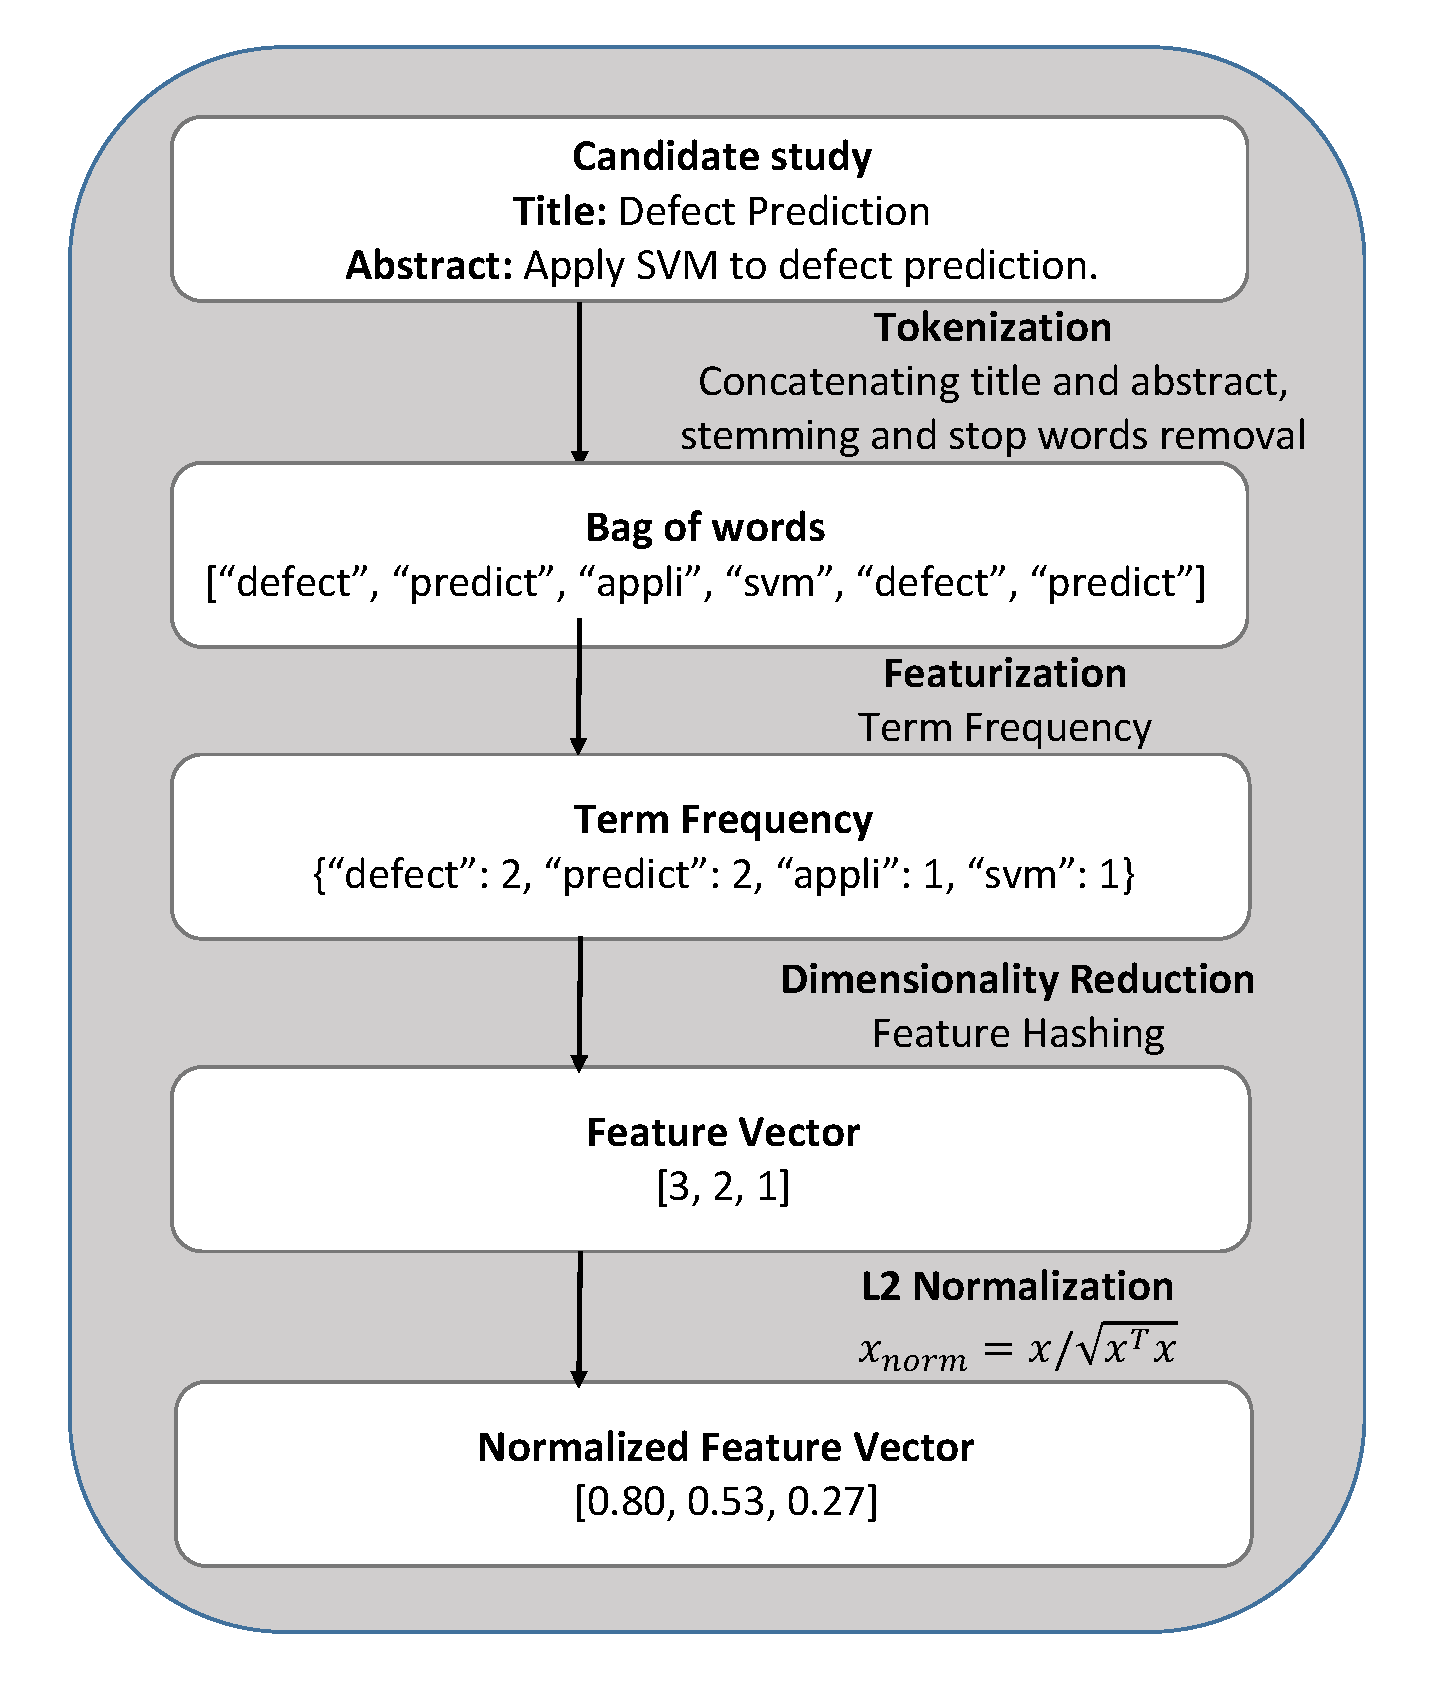 Candidate study
Title: Defect Prediction
Abstract: Apply SVM to defect prediction.
Tokenization
Concatenating title and abstract,
stemming and stop words removal
Bag of words
[“defect”, “predict”, “appli”, “svm”, “defect”, “predict”]
Featurization
Term Frequency
Term Frequency
{“defect”: 2, “predict”: 2, “appli”: 1, “svm”: 1}
Dimensionality Reduction
Feature Hashing
Feature Vector
[3, 2, 1]
L2 Normalization
x_{norm} = x/√(x^T x)
Normalized Feature Vector
[0.80, 0.53, 0.27]